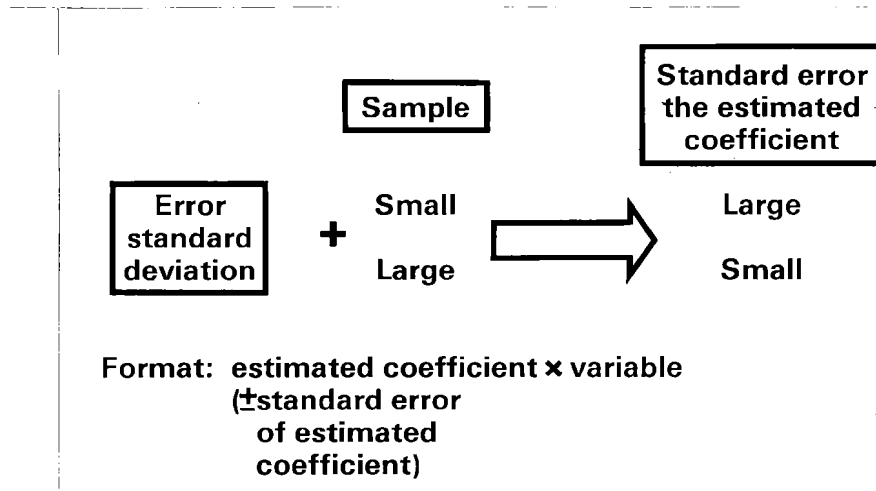 Sample
Standard error
the estimated
coefficient
Error
standard
deviation
+
Small
Large
Large
Small
Format: estimated coefficient × variable
(±standard error
of estimated
coefficient)